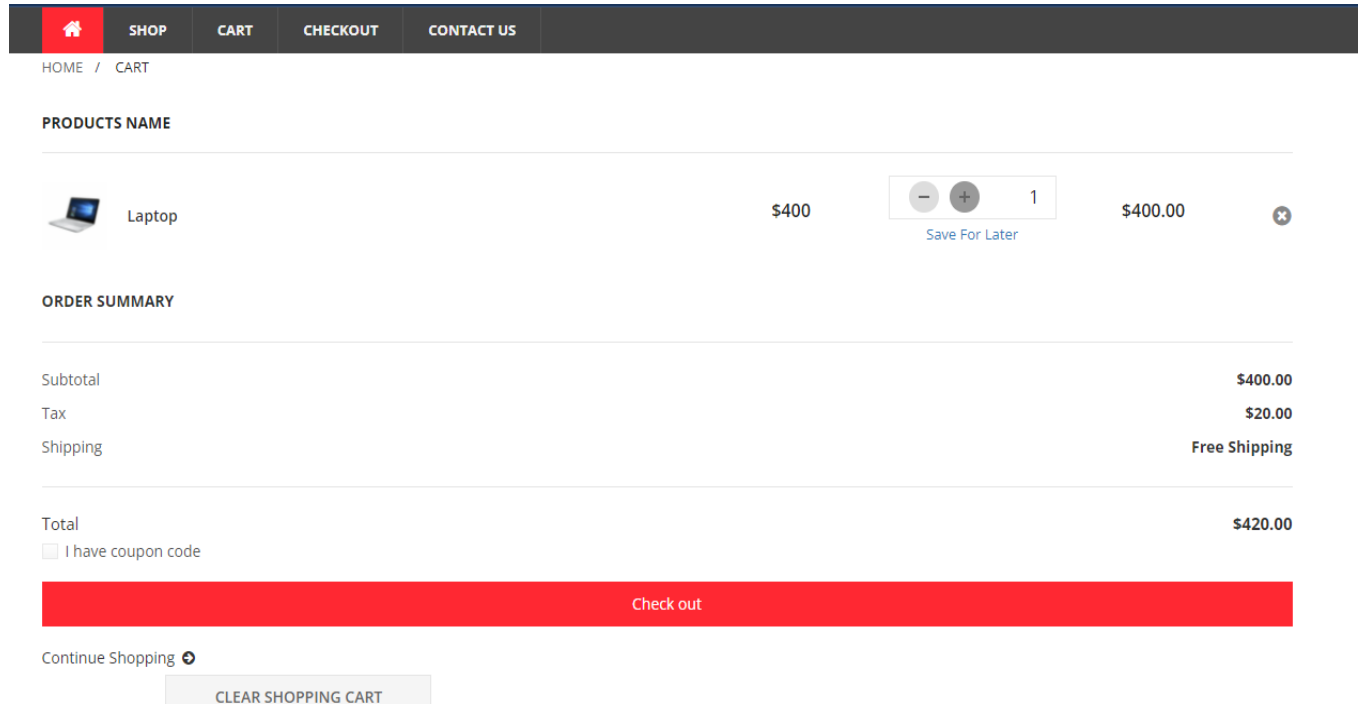 SHOP CART CHECKOUT CONTACT US
HOME / CART
PRODUCTS NAME
Laptop $400 1 $400.00
Save For Later
ORDER SUMMARY
Subtotal $400.00
Tax $20.00
Shipping Free Shipping
Total $420.00
I have coupon code
Check out
Continue Shopping
CLEAR SHOPPING CART